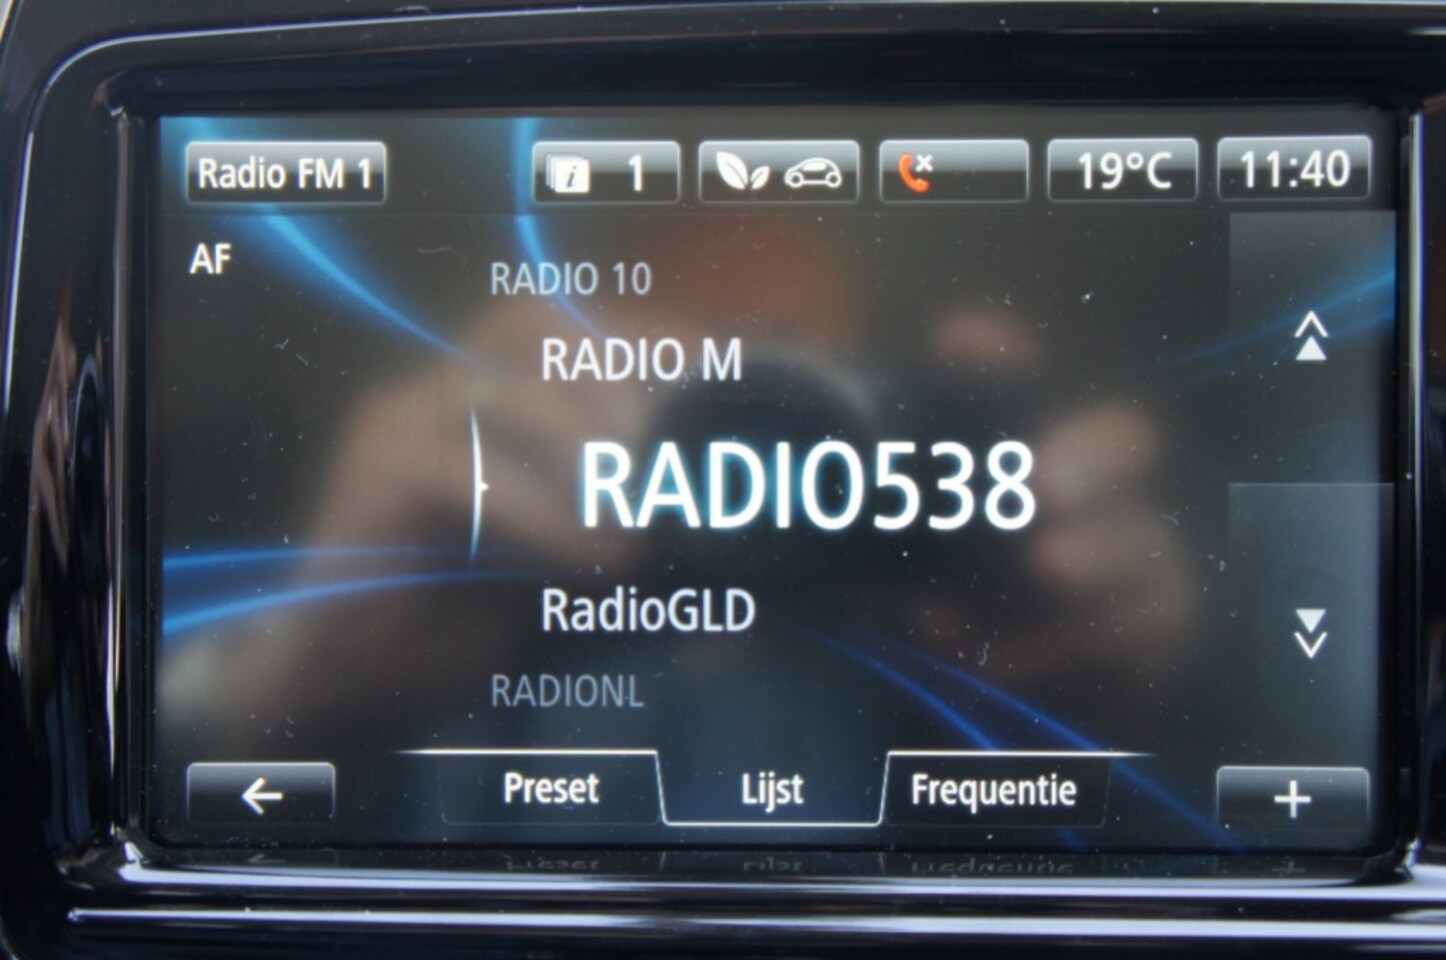 Radio FM 1
i 1
19°C
11:40
AF
RADIO 10
RADIO M
RADIO538
RadioGLD
RADIONL
Preset
Lijst
Frequentie
+